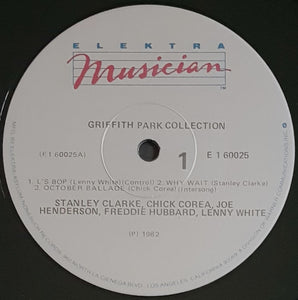 ELEKTRA
Musician
TM
GRIFFITH PARK COLLECTION
(E1 60025A)
1
E 1 60025
1. L'S BOP (Lenny White)(Control) 2. WHY WAIT (Stanley Clarke)
3. OCTOBER BALLADE (Chick Corea)(Intersong)
STANLEY CLARKE, CHICK COREA, JOE
HENDERSON, FREDDIE HUBBARD, LENNY WHITE
(P) 1982